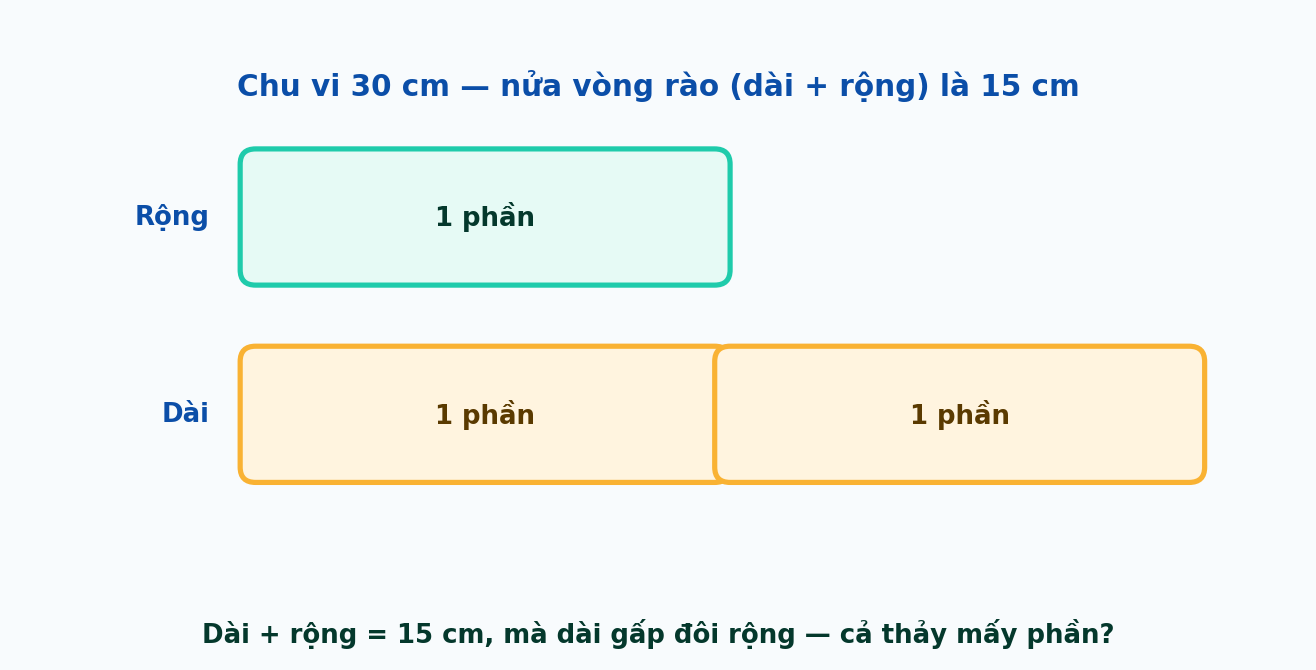 Chu vi 30 cm — nửa vòng rào (dài + rộng) là 15 cm
Rộng
1 phần
Dài
1 phần
1 phần
Dài + rộng = 15 cm, mà dài gấp đôi rộng — cả thảy mấy phần?